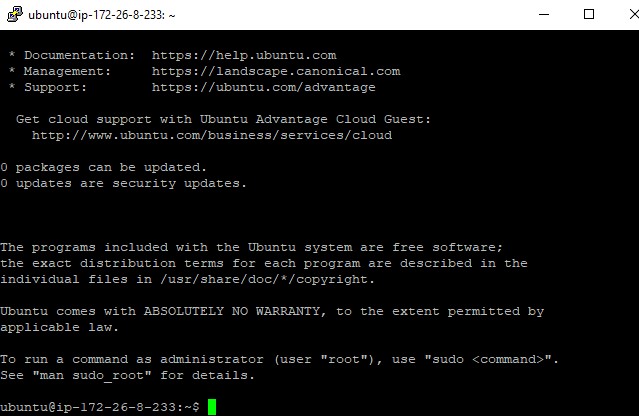 ubuntu@ip-172-26-8-233: ~
* Documentation:  https://help.ubuntu.com
* Management:     https://landscape.canonical.com
* Support:        https://ubuntu.com/advantage
Get cloud support with Ubuntu Advantage Cloud Guest:
http://www.ubuntu.com/business/services/cloud
0 packages can be updated.
0 updates are security updates.
The programs included with the Ubuntu system are free software;
the exact distribution terms for each program are described in the
individual files in /usr/share/doc/*/copyright.
Ubuntu comes with ABSOLUTELY NO WARRANTY, to the extent permitted by
applicable law.
To run a command as administrator (user "root"), use "sudo <command>".
See "man sudo_root" for details.
ubuntu@ip-172-26-8-233:~$